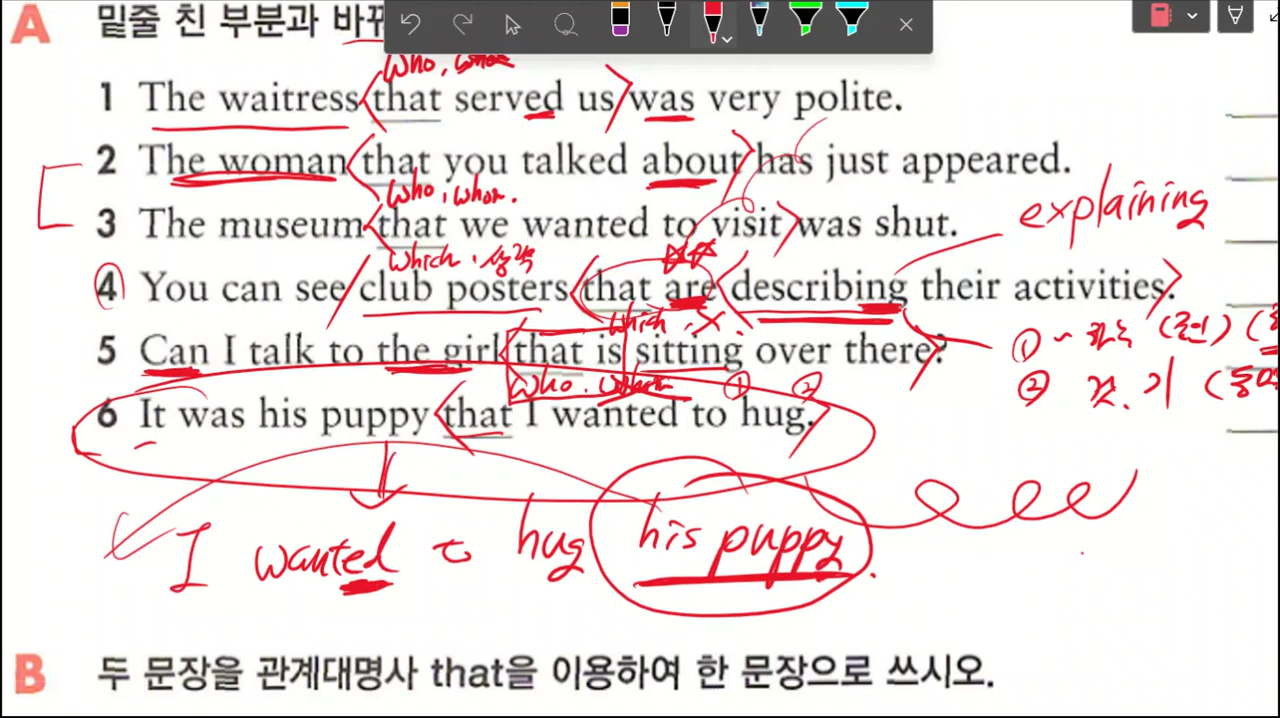 A 밑줄 친 부분과 바꾸
who, whom
1 The waitress that served us was very polite.
2 The woman that you talked about has just appeared.
who, whom.
3 The museum that we wanted to visit was shut.
explaining
which. 생략
4 You can see club posters that are describing their activities.
which. X.
① ~하는
5 Can I talk to the girl that is sitting over there?
who. whom ① ②
② 것. 기
6 It was his puppy that I wanted to hug.
I wanted to hug his puppy.
B 두 문장을 관계대명사 that을 이용하여 한 문장으로 쓰시오.